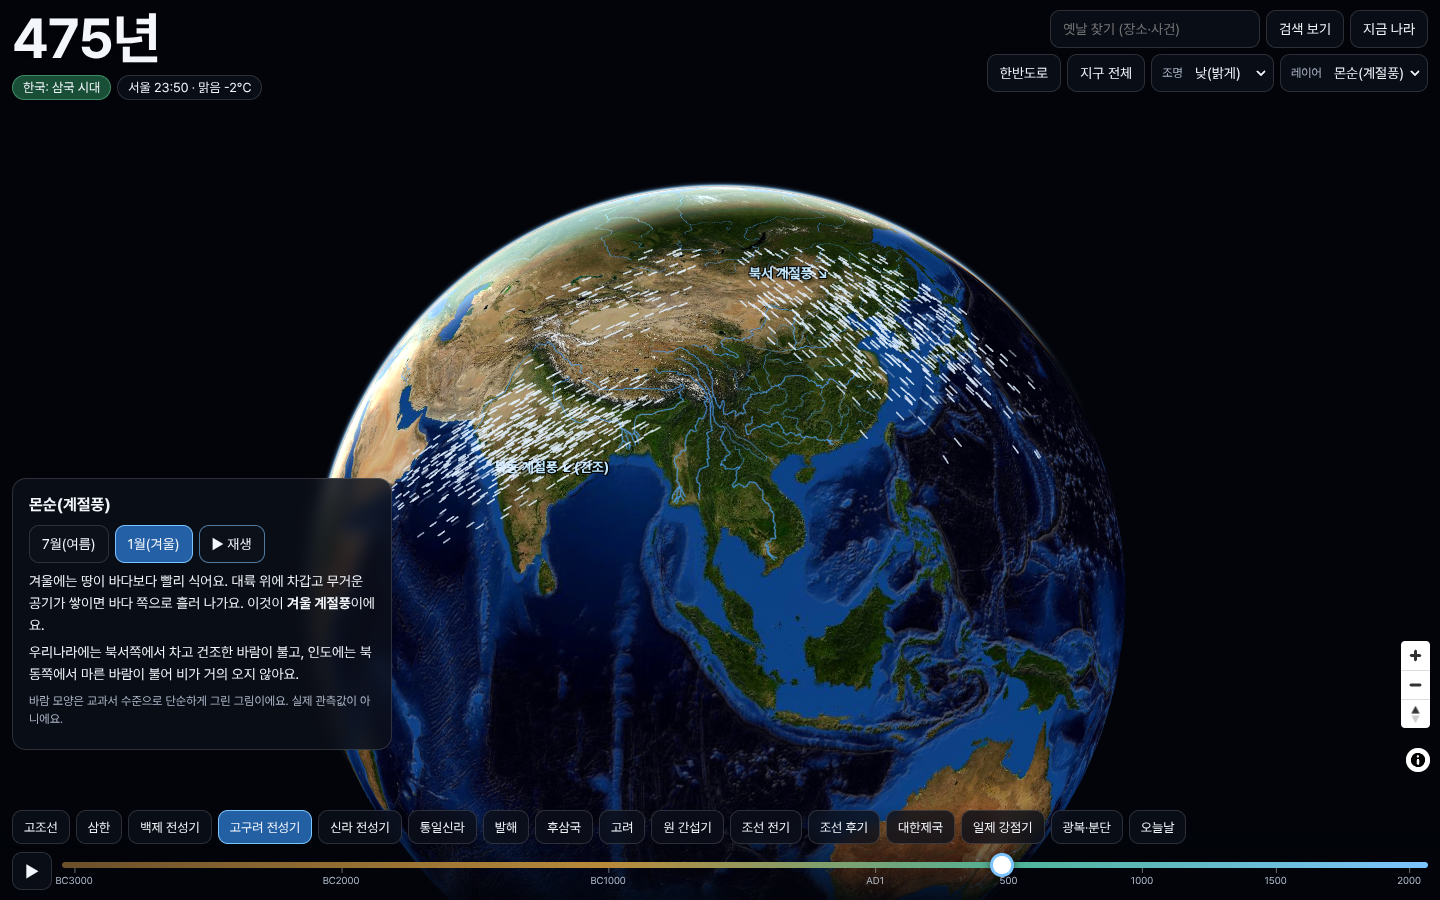 475년
한국: 삼국 시대
서울 23:50 · 맑음 -2°C
옛날 찾기 (장소·사건)
검색 보기
지금 나라
한반도로
지구 전체
조명 낮(밝게)
레이어 몬순(계절풍)
북서 계절풍 ↘
계절풍 ↙ (건조)
몬순(계절풍)
7월(여름)
1월(겨울)
▶ 재생
겨울에는 땅이 바다보다 빨리 식어요. 대륙 위에 차갑고 무거운
공기가 쌓이면 바다 쪽으로 흘러 나가요. 이것이 겨울 계절풍이에
요.
우리나라에는 북서쪽에서 차고 건조한 바람이 불고, 인도에는 북
동쪽에서 마른 바람이 불어 비가 거의 오지 않아요.
바람 모양은 교과서 수준으로 단순하게 그린 그림이에요. 실제 관측값이 아
니에요.
고조선
삼한
백제 전성기
고구려 전성기
신라 전성기
통일신라
발해
후삼국
고려
원 간섭기
조선 전기
조선 후기
대한제국
일제 강점기
광복·분단
오늘날
BC3000
BC2000
BC1000
AD1
500
1000
1500
2000